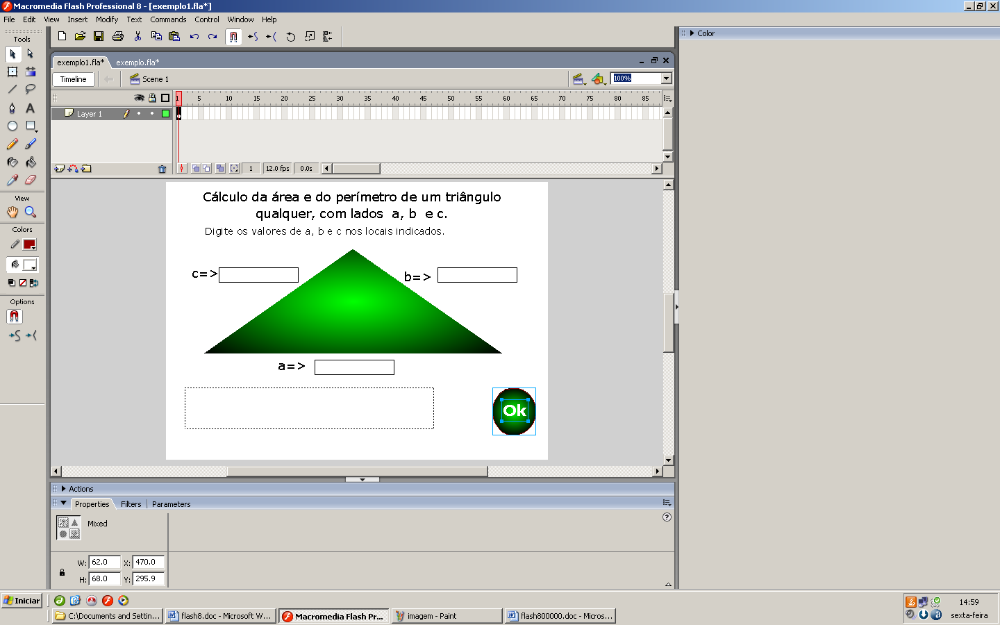 Macromedia Flash Professional 8 - [exemplo1.fla*]
File Edit View Insert Modify Text Commands Control Window Help
Tools
Color
exemplo1.fla* exemplo.fla*
Timeline Scene 1 100%
1 5 10 15 20 25 30 35 40 45 50 55 60 65 70 75 80 85
Layer 1
1 12.0 fps 0.0s
View
Colors
Options
Cálculo da área e do perímetro de um triângulo
qualquer, com lados a, b e c.
Digite os valores de a, b e c nos locais indicados.
c=> b=>
a=>
Ok
Actions
Properties Filters Parameters
Mixed
W: 62.0 X: 470.0
H: 68.0 Y: 295.9
Iniciar
C:\Documents and Settin... flash8.doc - Microsoft W... Macromedia Flash Pr... imagem - Paint flash800000.doc - Micros...
14:59
sexta-feira